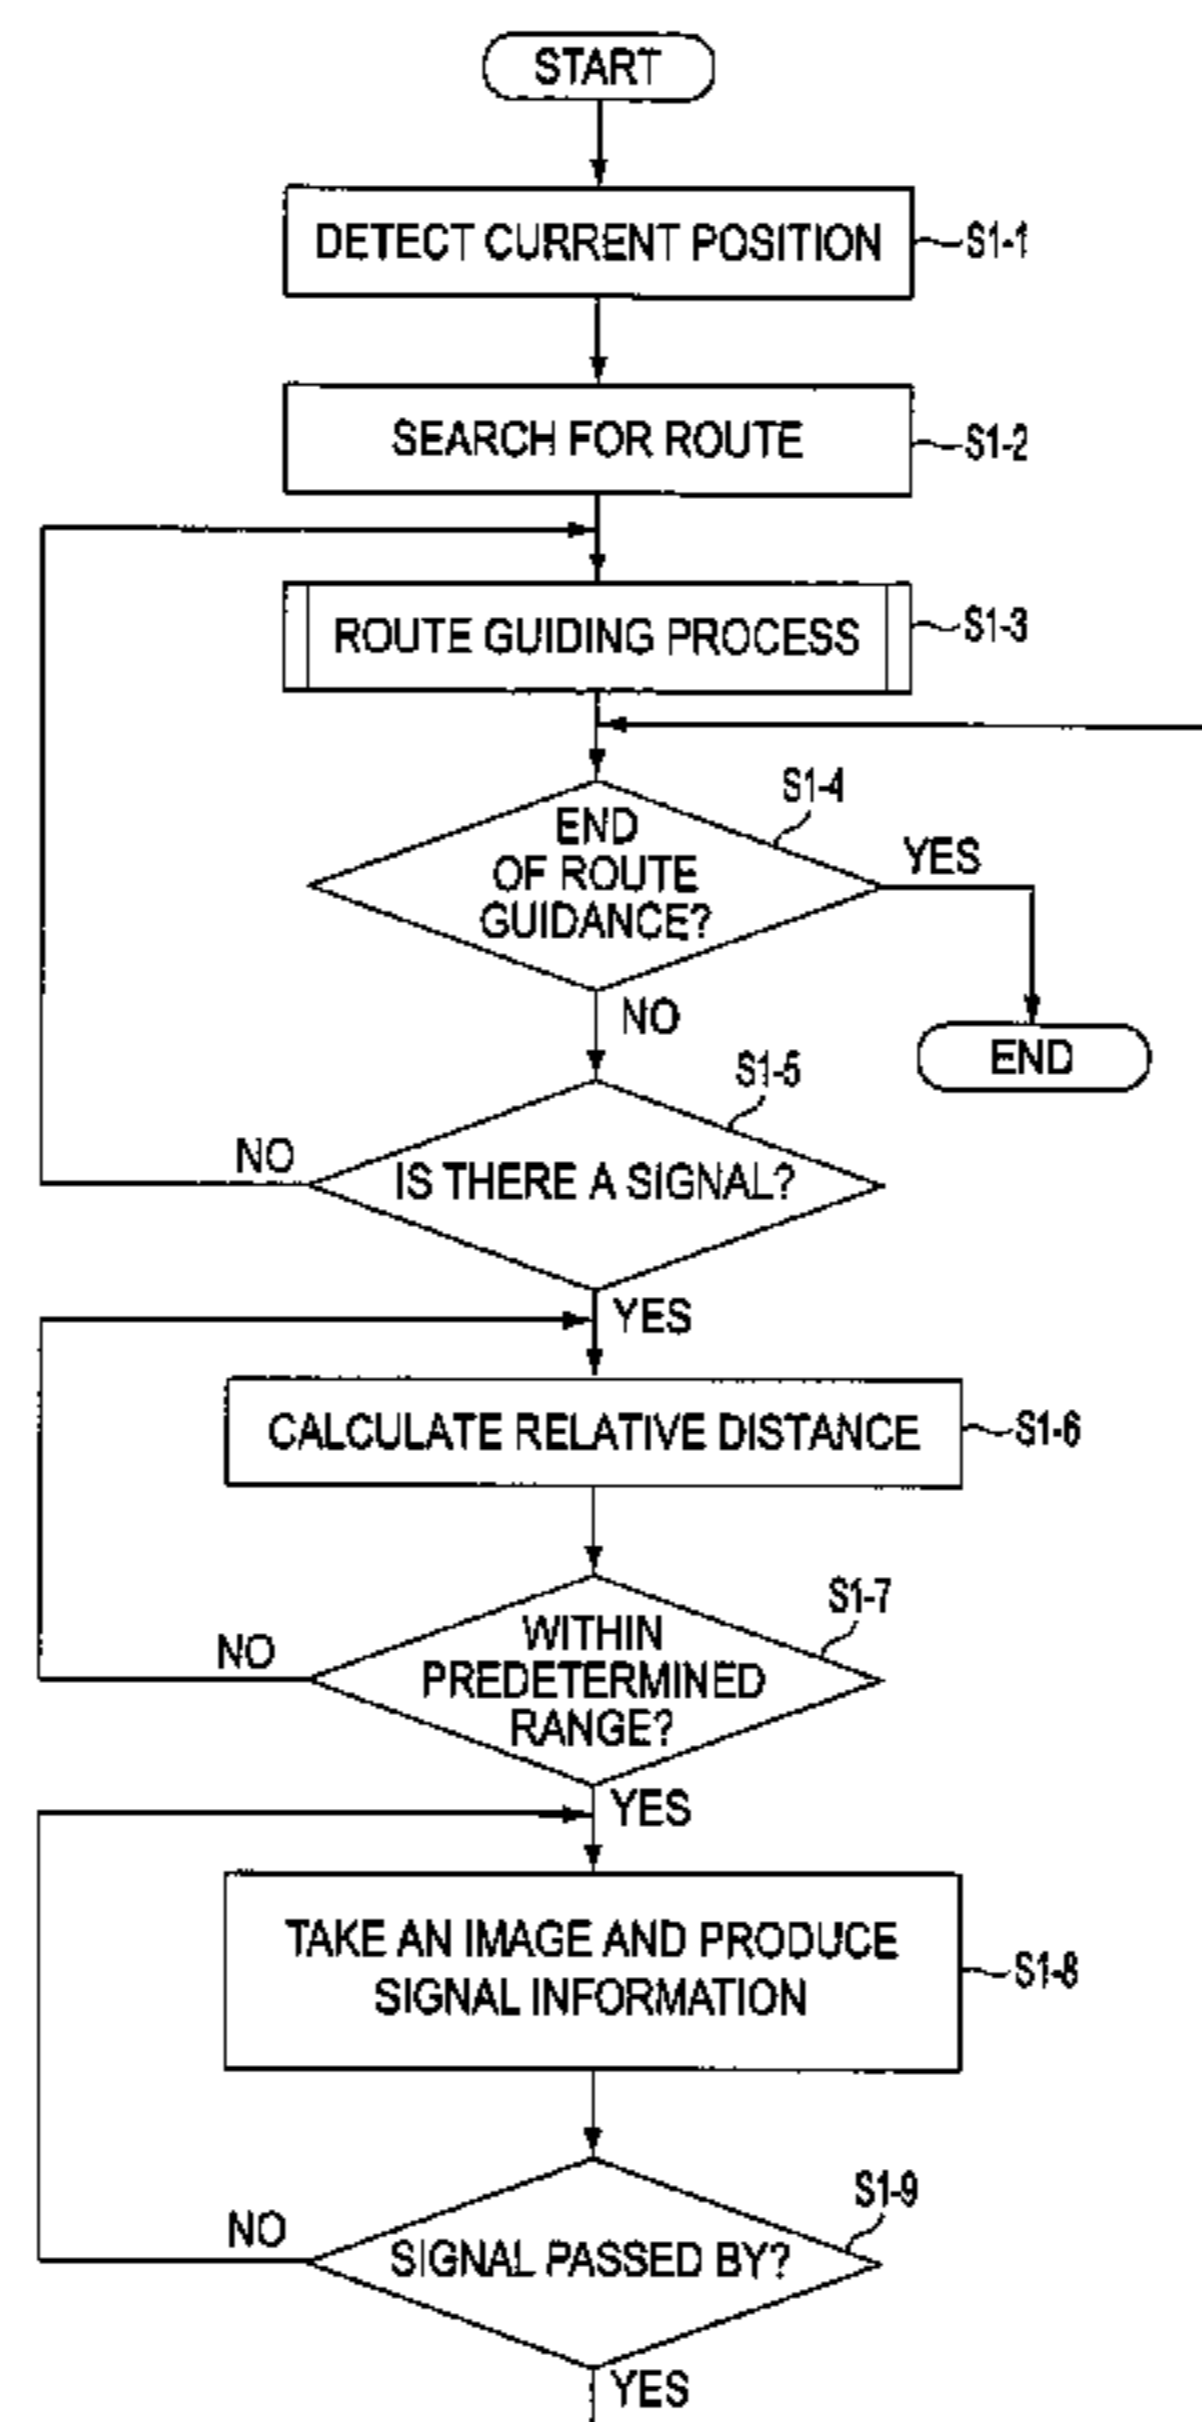 START
DETECT CURRENT POSITION
S1-1
SEARCH FOR ROUTE
S1-2
ROUTE GUIDING PROCESS
S1-3
S1-4
END
OF ROUTE
GUIDANCE?
YES
NO
END
S1-5
NO
IS THERE A SIGNAL?
YES
CALCULATE RELATIVE DISTANCE
S1-6
S1-7
WITHIN
PREDETERMINED
RANGE?
NO
YES
TAKE AN IMAGE AND PRODUCE
SIGNAL INFORMATION
S1-8
S1-9
NO
SIGNAL PASSED BY?
YES